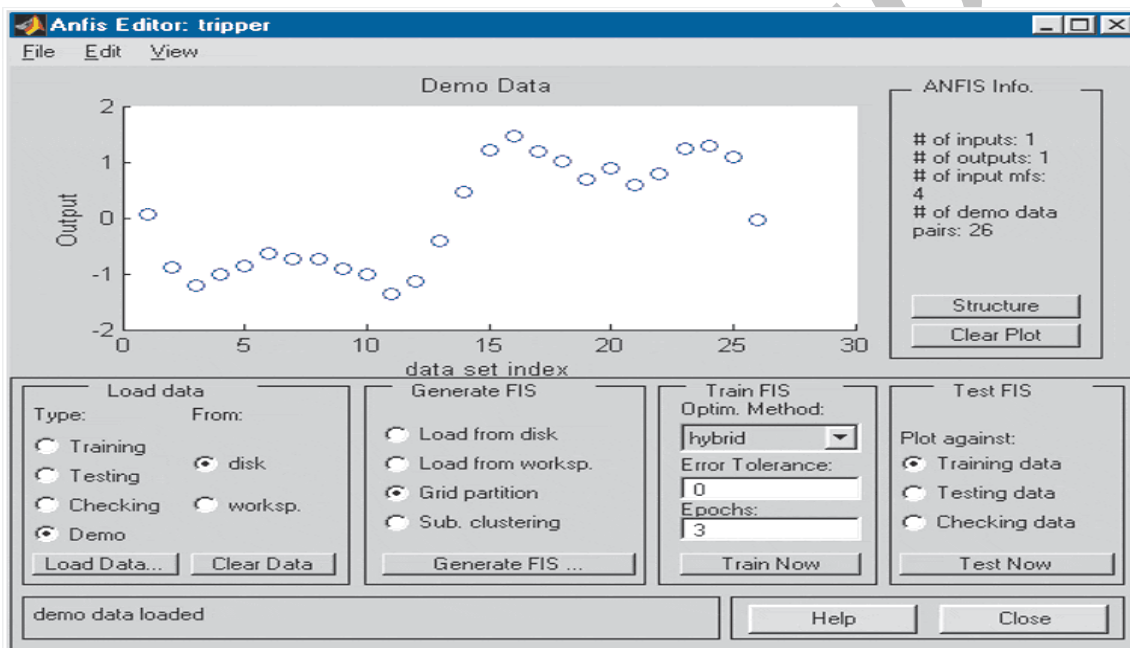 Anfis Editor: tripper
File Edit View
Demo Data
2
1
0
-1
-2
Output
0 5 10 15 20 25 30
data set index
ANFIS Info.
# of inputs: 1
# of outputs: 1
# of input mfs:
4
# of demo data
pairs: 26
Structure
Clear Plot
Load data
Type: From:
Training
Testing
Checking
Demo
disk
worksp.
Load Data...
Clear Data
Generate FIS
Load from disk
Load from worksp.
Grid partition
Sub. clustering
Generate FIS ...
Train FIS
Optim. Method:
hybrid
Error Tolerance:
0
Epochs:
3
Train Now
Test FIS
Plot against:
Training data
Testing data
Checking data
Test Now
demo data loaded
Help
Close